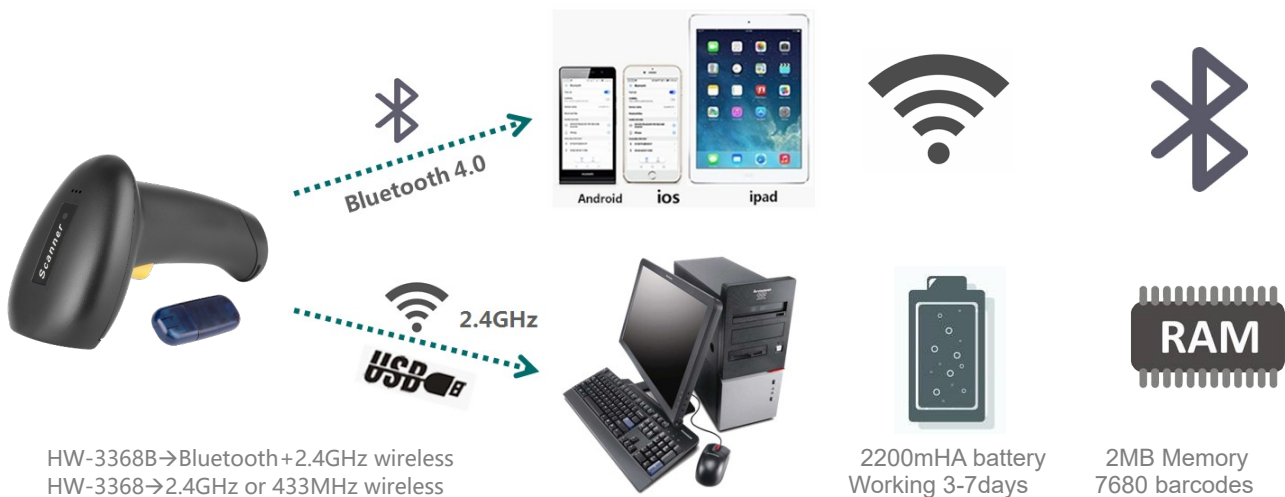 Bluetooth 4.0
Android
ios
ipad
Scanner
2.4GHz
USB
RAM
HW-3368B→Bluetooth+2.4GHz wireless
HW-3368→2.4GHz or 433MHz wireless
2200mHA battery
Working 3-7days
2MB Memory
7680 barcodes